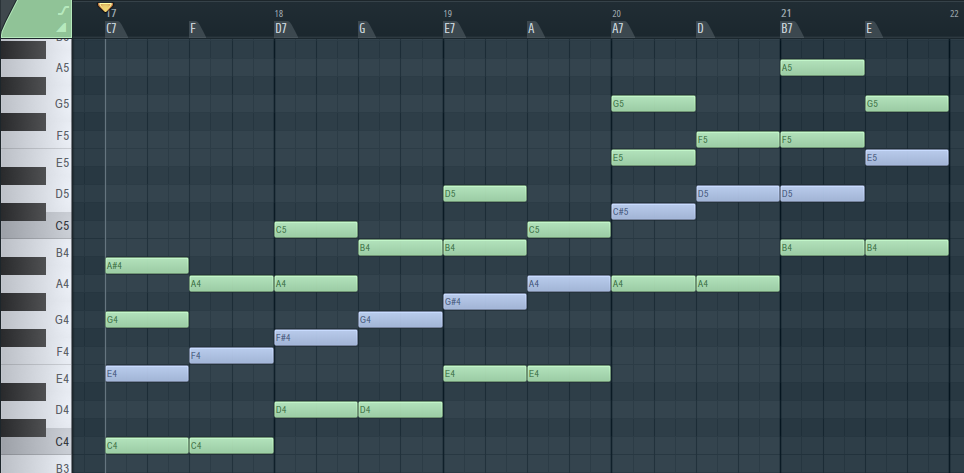 17 18 19 20 21 22
C7 F D7 G E7 A A7 D B7 E
A5 A5
G5 G5 G5
F5 F5 F5
E5 E5 E5
D5 D5 D5 D5
C#5
C5 C5 C5
B4 B4 B4 B4 B4
A#4
A4 A4 A4 A4 A4 A4
G#4
G4 G4 G4
F#4
F4 F4
E4 E4 E4 E4
D4 D4 D4
C4 C4 C4
B3